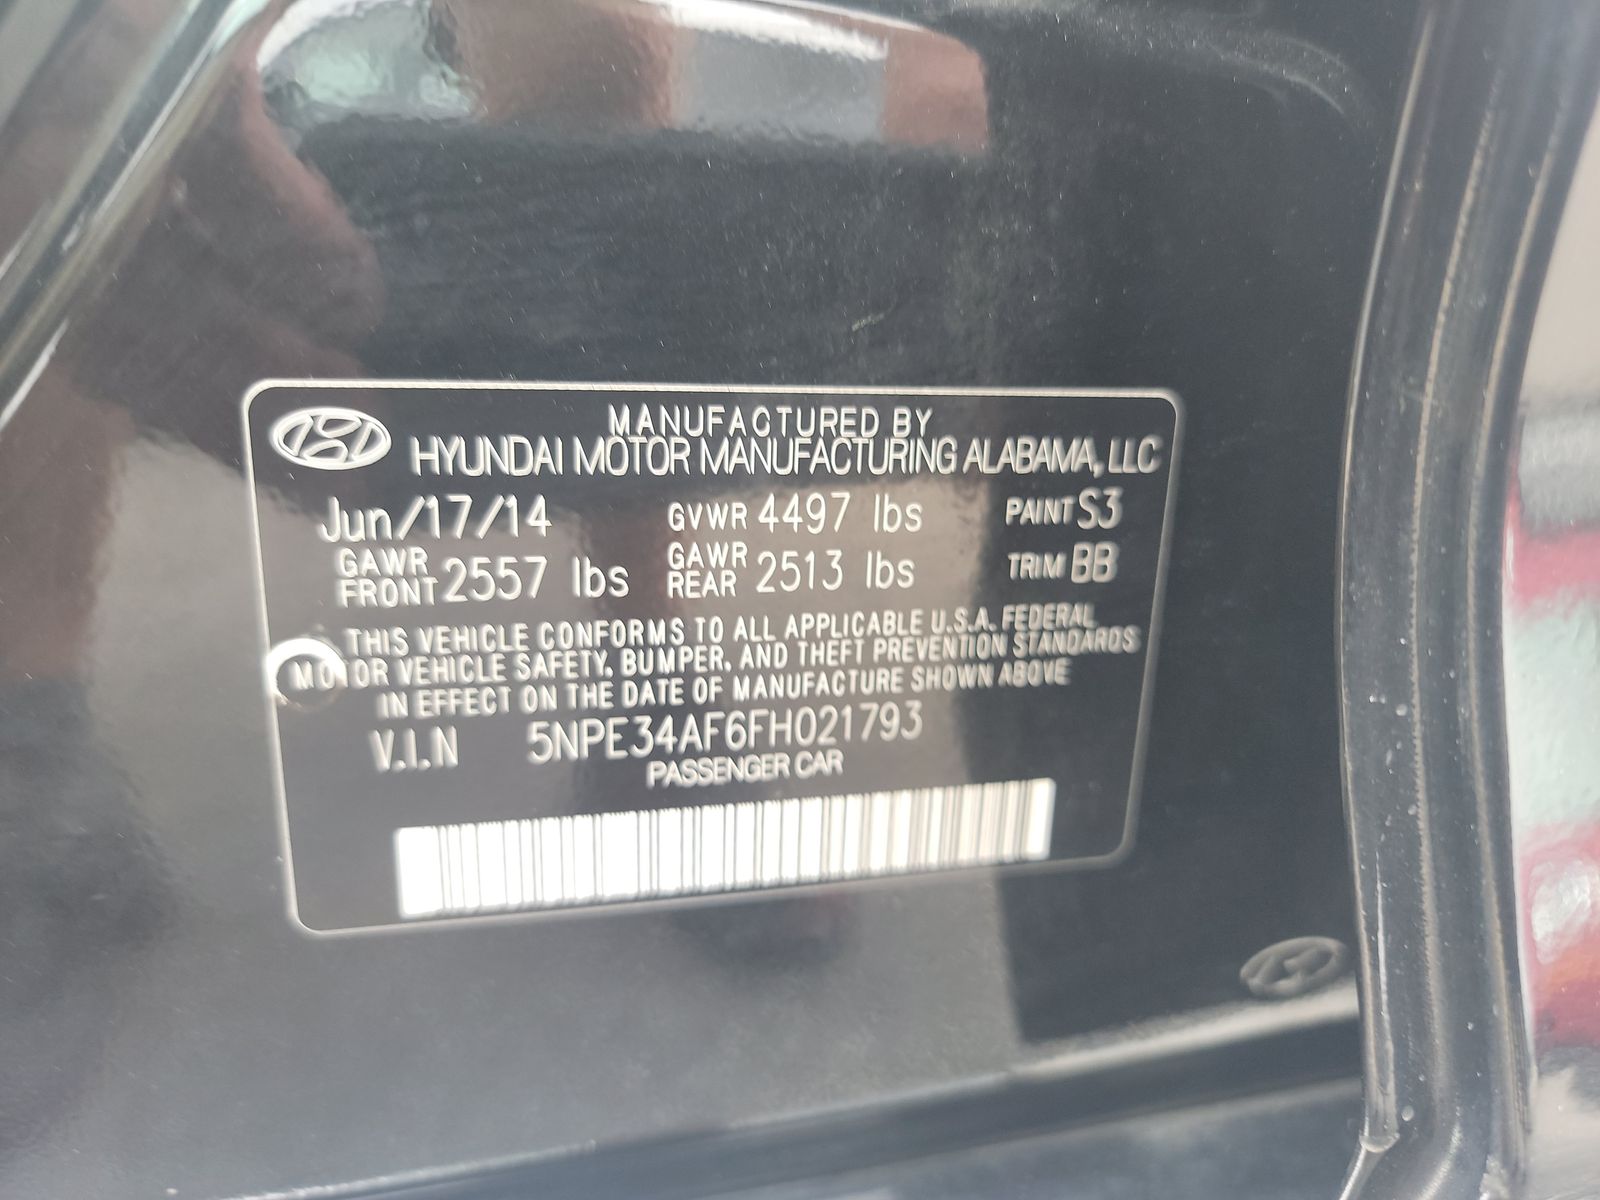 MANUFACTURED BY
HYUNDAI MOTOR MANUFACTURING ALABAMA, LLC
Jun/17/14 GVWR 4497 lbs PAINT S3
GAWR FRONT 2557 lbs GAWR REAR 2513 lbs TRIM BB
THIS VEHICLE CONFORMS TO ALL APPLICABLE U.S.A. FEDERAL
MOTOR VEHICLE SAFETY, BUMPER, AND THEFT PREVENTION STANDARDS
IN EFFECT ON THE DATE OF MANUFACTURE SHOWN ABOVE
V.I.N 5NPE34AF6FH021793
PASSENGER CAR